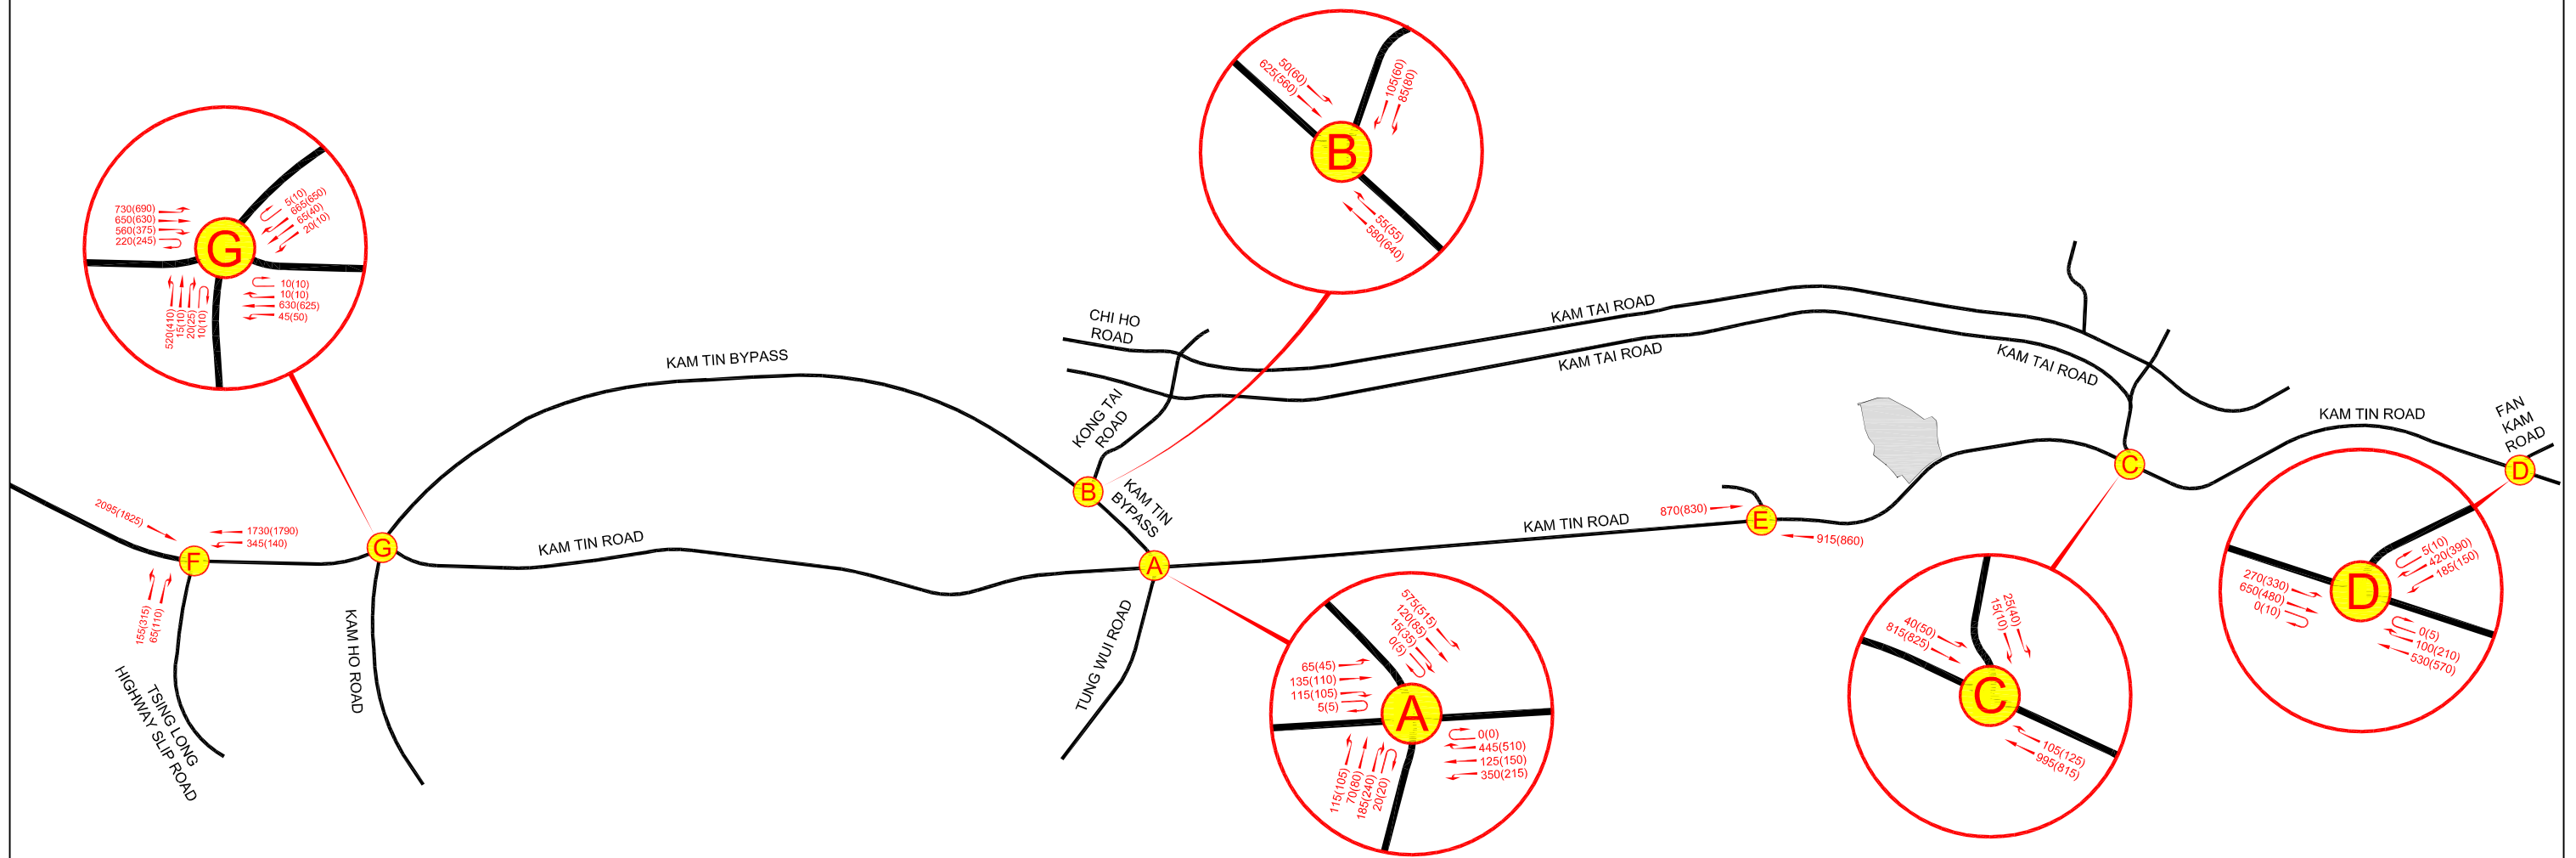 50(60)
625(560)
105(60)
85(80)
B
55(55)
580(640)
730(690)
650(630)
560(375)
220(245)
5(10)
665(650)
65(40)
20(10)
G
10(10)
10(10)
630(625)
45(50)
520(410)
15(10)
20(25)
10(10)
CHI HO
ROAD
KAM TAI ROAD
KAM TAI ROAD
KAM TAI ROAD
KAM TIN BYPASS
KONG TAI
ROAD
KAM TIN ROAD
FAN
KAM
ROAD
D
C
B
KAM TIN
BYPASS
2095(1825)
1730(1790)
345(140)
F
G
KAM TIN ROAD
A
870(830)
E
915(860)
KAM TIN ROAD
155(315)
65(110)
TSING LONG
HIGHWAY SLIP ROAD
KAM HO ROAD
TUNG WUI ROAD
575(515)
120(85)
15(35)
0(5)
65(45)
135(110)
115(105)
5(5)
A
0(0)
445(510)
125(150)
350(215)
115(105)
70(80)
185(240)
20(20)
25(40)
15(10)
40(50)
815(825)
C
105(125)
995(815)
5(10)
420(390)
185(150)
270(330)
650(480)
0(10)
D
0(5)
100(210)
530(570)